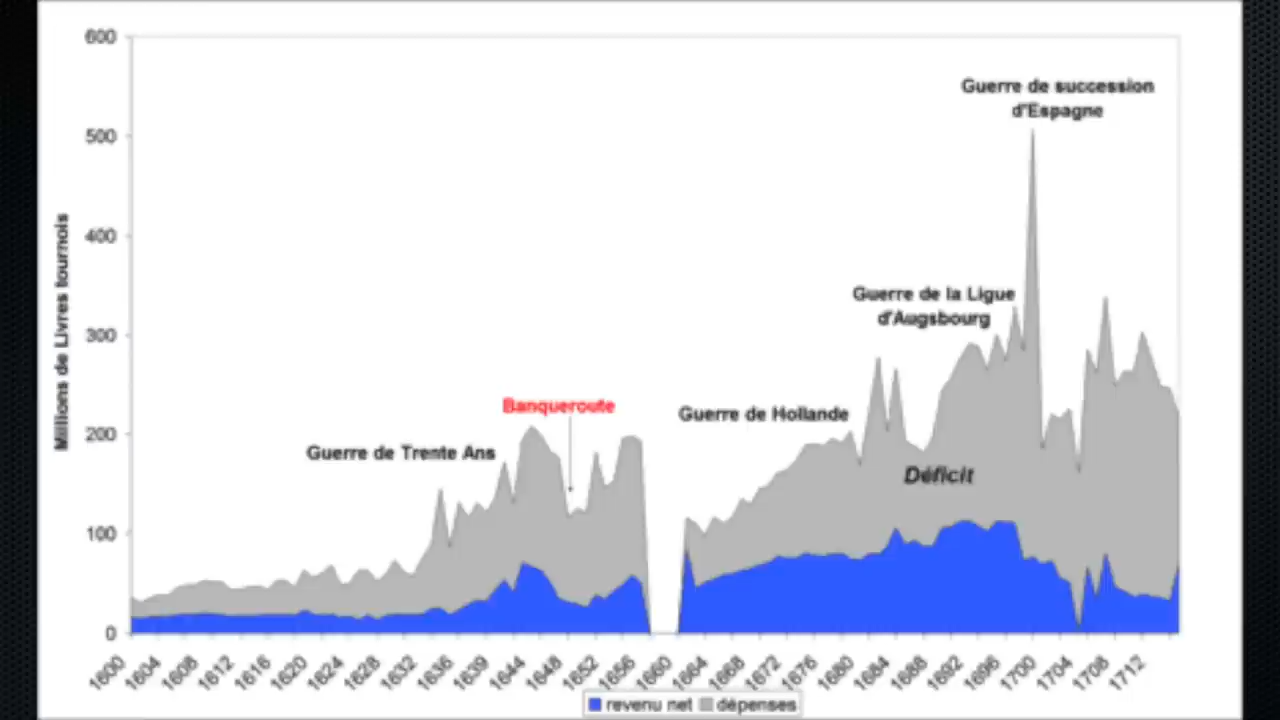 600
Guerre de succession
d'Espagne
500
Millions de Livres tournois
400
Guerre de la Ligue
d'Augsbourg
300
Banqueroute
Guerre de Hollande
200
Guerre de Trente Ans
Déficit
100
0
1600 1604 1608 1612 1616 1620 1624 1628 1632 1636 1639 1644 1648 1652 1656 1660 1664 1668 1672 1676 1680 1684 1688 1692 1696 1700 1704 1708 1712
revenu net dépenses